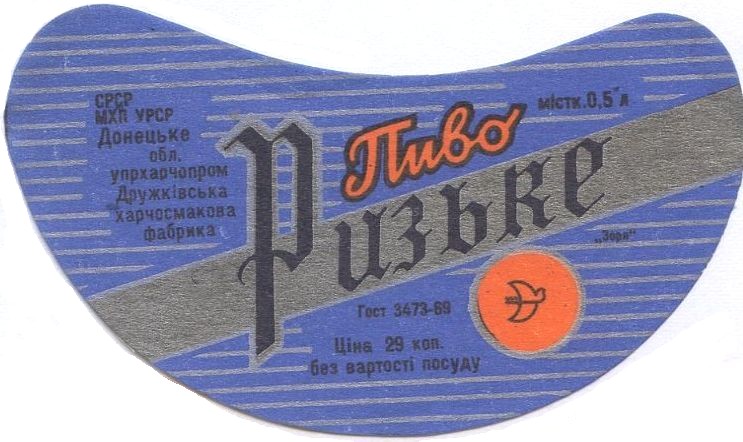 СРСР
МХП УРСР
Донецьке
обл.
упрхарчопром
Дружківська
харчосмакова
фабрика
Пиво
містк. 0,5 л
Ризьке
„Зоря"
Гост 3473-69
Ціна 29 коп.
без вартості посуду